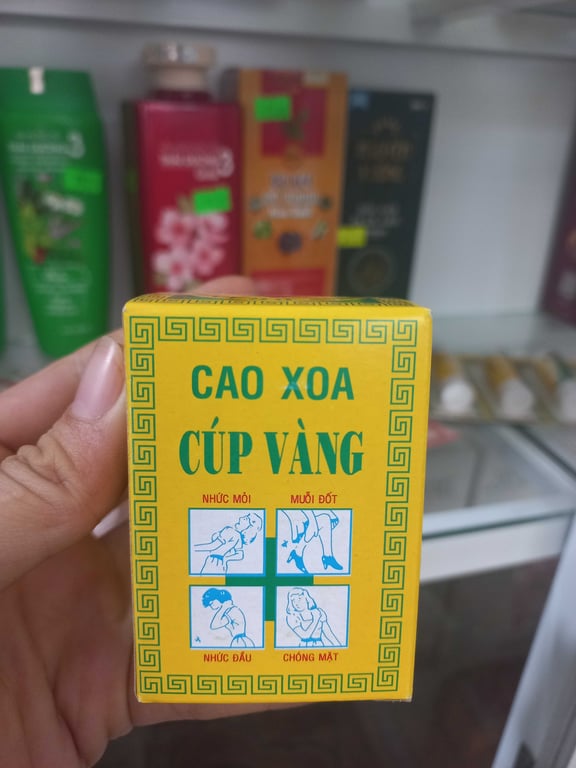 CAO XOA
CÚP VÀNG
NHỨC MỎI
MUỖI ĐỐT
NHỨC ĐẦU
CHÓNG MẶT